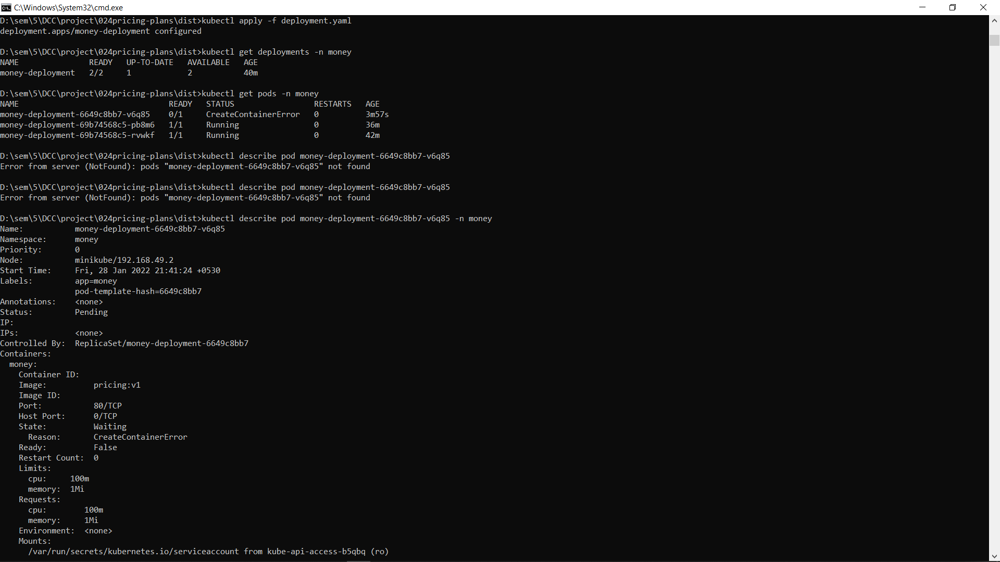 C:\Windows\System32\cmd.exe
D:\sem\5\DCC\project\024pricing-plans\dist>kubectl apply -f deployment.yaml
deployment.apps/money-deployment configured
D:\sem\5\DCC\project\024pricing-plans\dist>kubectl get deployments -n money
NAME READY UP-TO-DATE AVAILABLE AGE
money-deployment 2/2 1 2 40m
D:\sem\5\DCC\project\024pricing-plans\dist>kubectl get pods -n money
NAME READY STATUS RESTARTS AGE
money-deployment-6649c8bb7-v6q85 0/1 CreateContainerError 0 3m57s
money-deployment-69b74568c5-pb8m6 1/1 Running 0 36m
money-deployment-69b74568c5-rvwkf 1/1 Running 0 42m
D:\sem\5\DCC\project\024pricing-plans\dist>kubectl describe pod money-deployment-6649c8bb7-v6q85
Error from server (NotFound): pods "money-deployment-6649c8bb7-v6q85" not found
D:\sem\5\DCC\project\024pricing-plans\dist>kubectl describe pod money-deployment-6649c8bb7-v6q85
Error from server (NotFound): pods "money-deployment-6649c8bb7-v6q85" not found
D:\sem\5\DCC\project\024pricing-plans\dist>kubectl describe pod money-deployment-6649c8bb7-v6q85 -n money
Name: money-deployment-6649c8bb7-v6q85
Namespace: money
Priority: 0
Node: minikube/192.168.49.2
Start Time: Fri, 28 Jan 2022 21:41:24 +0530
Labels: app=money
pod-template-hash=6649c8bb7
Annotations: <none>
Status: Pending
IP:
IPs: <none>
Controlled By: ReplicaSet/money-deployment-6649c8bb7
Containers:
money:
Container ID:
Image: pricing:v1
Image ID:
Port: 80/TCP
Host Port: 0/TCP
State: Waiting
Reason: CreateContainerError
Ready: False
Restart Count: 0
Limits:
cpu: 100m
memory: 1Mi
Requests:
cpu: 100m
memory: 1Mi
Environment: <none>
Mounts:
/var/run/secrets/kubernetes.io/serviceaccount from kube-api-access-b5qbq (ro)